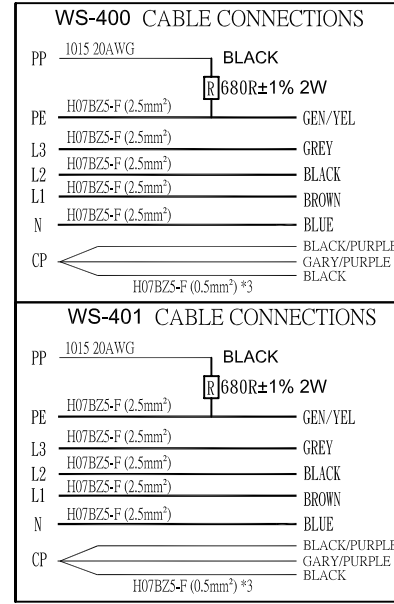 WS-400 CABLE CONNECTIONS
PP 1015 20AWG BLACK
R 680R±1% 2W
PE H07BZ5-F (2.5mm²) GEN/YEL
L3 H07BZ5-F (2.5mm²) GREY
L2 H07BZ5-F (2.5mm²) BLACK
L1 H07BZ5-F (2.5mm²) BROWN
N H07BZ5-F (2.5mm²) BLUE
BLACK/PURPLE
CP GARY/PURPLE
BLACK
H07BZ5-F (0.5mm²) *3
WS-401 CABLE CONNECTIONS
PP 1015 20AWG BLACK
R 680R±1% 2W
PE H07BZ5-F (2.5mm²) GEN/YEL
L3 H07BZ5-F (2.5mm²) GREY
L2 H07BZ5-F (2.5mm²) BLACK
L1 H07BZ5-F (2.5mm²) BROWN
N H07BZ5-F (2.5mm²) BLUE
BLACK/PURPLE
CP GARY/PURPLE
BLACK
H07BZ5-F (0.5mm²) *3